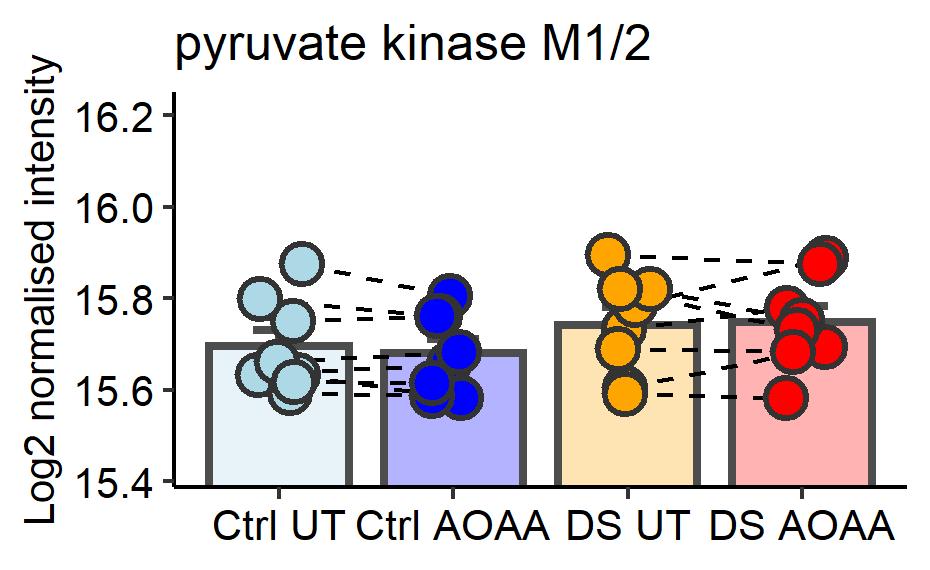 pyruvate kinase M1/2
Log2 normalised intensity
16.2
16.0
15.8
15.6
15.4
Ctrl UT Ctrl AOAA DS UT DS AOAA